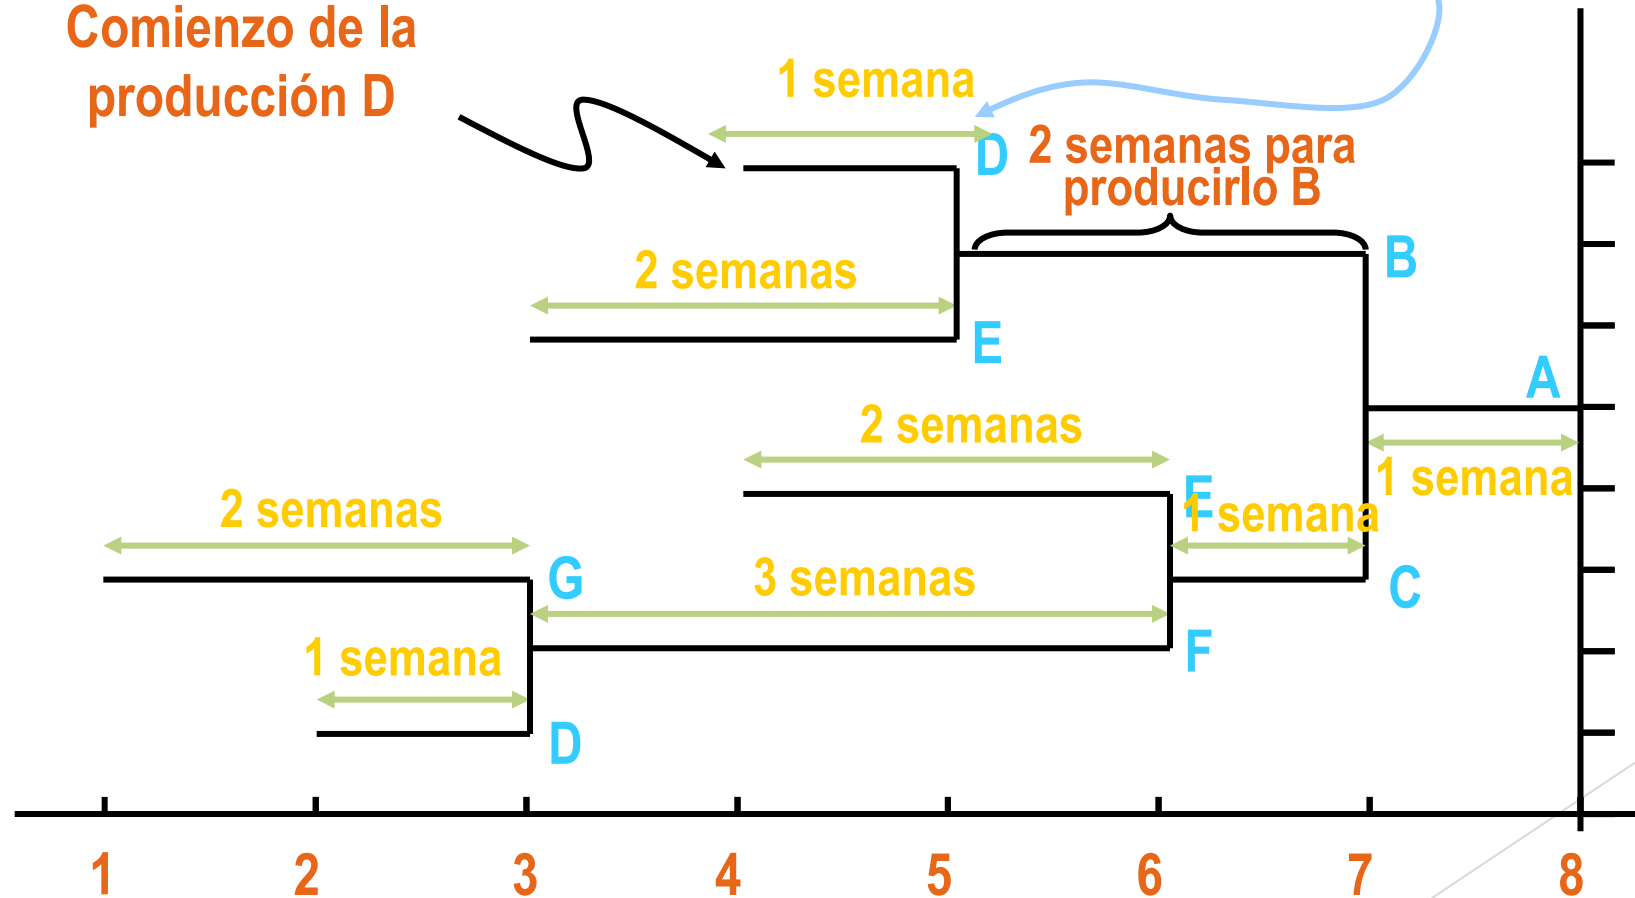 Comienzo de la
producción D
1 semana
D
2 semanas para
producirlo B
B
2 semanas
E
A
2 semanas
E
1 semana
1 semana
2 semanas
G
3 semanas
C
F
1 semana
D
1 2 3 4 5 6 7 8